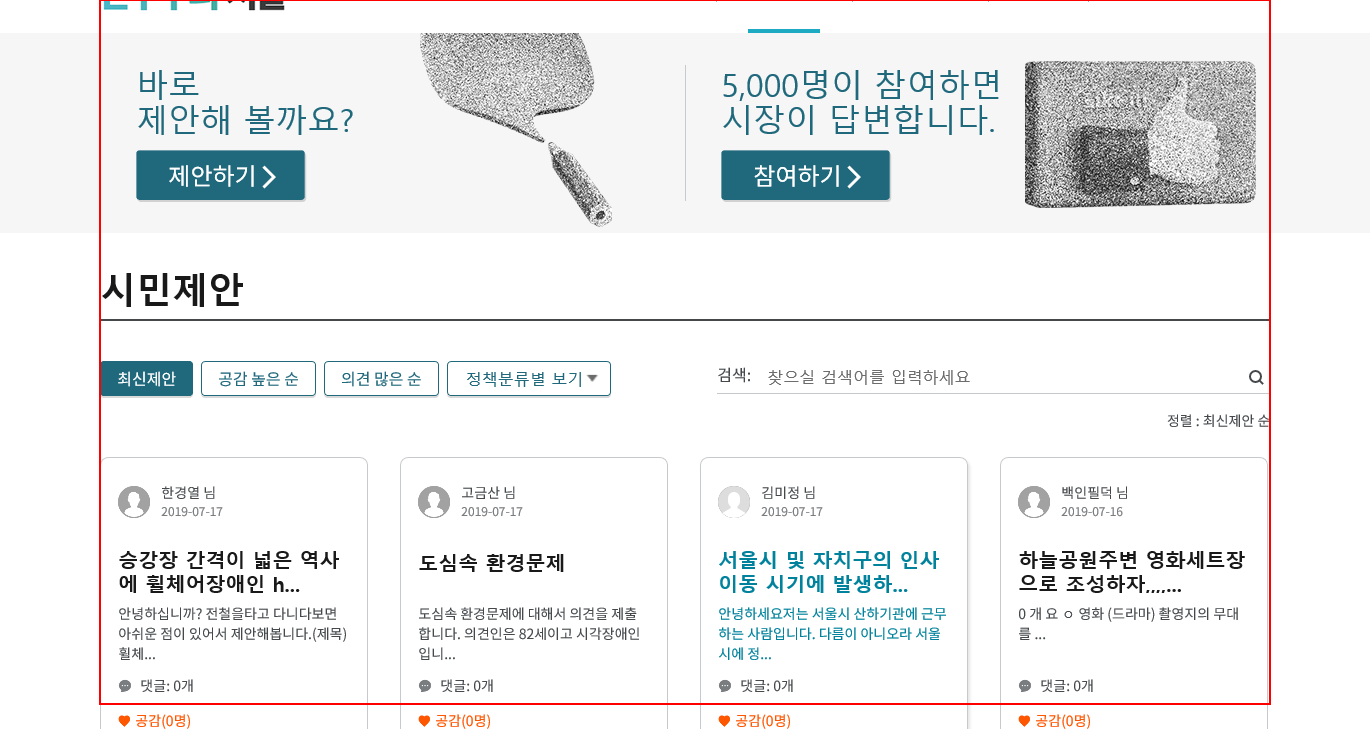 바로
제안해 볼까요?
제안하기
5,000명이 참여하면
시장이 답변합니다.
참여하기
시민제안
최신제안
공감 높은 순
의견 많은 순
정책분류별 보기
검색: 찾으실 검색어를 입력하세요
정렬 : 최신제안 순
한경열 님
2019-07-17
승강장 간격이 넓은 역사
에 휠체어장애인 h...
안녕하십니까? 전철을타고 다니다보면
아쉬운 점이 있어서 제안해봅니다.(제목)
휠체...
댓글: 0개
공감(0명)
고금산 님
2019-07-17
도심속 환경문제
도심속 환경문제에 대해서 의견을 제출
합니다. 의견인은 82세이고 시각장애인
입니...
댓글: 0개
공감(0명)
김미정 님
2019-07-17
서울시 및 자치구의 인사
이동 시기에 발생하...
안녕하세요저는 서울시 산하기관에 근무
하는 사람입니다. 다름이 아니오라 서울
시에 정...
댓글: 0개
공감(0명)
백인필덕 님
2019-07-16
하늘공원주변 영화세트장
으로 조성하자,,,,...
0 개 요 ㅇ 영화 (드라마) 촬영지의 무대
를 ...
댓글: 0개
공감(0명)